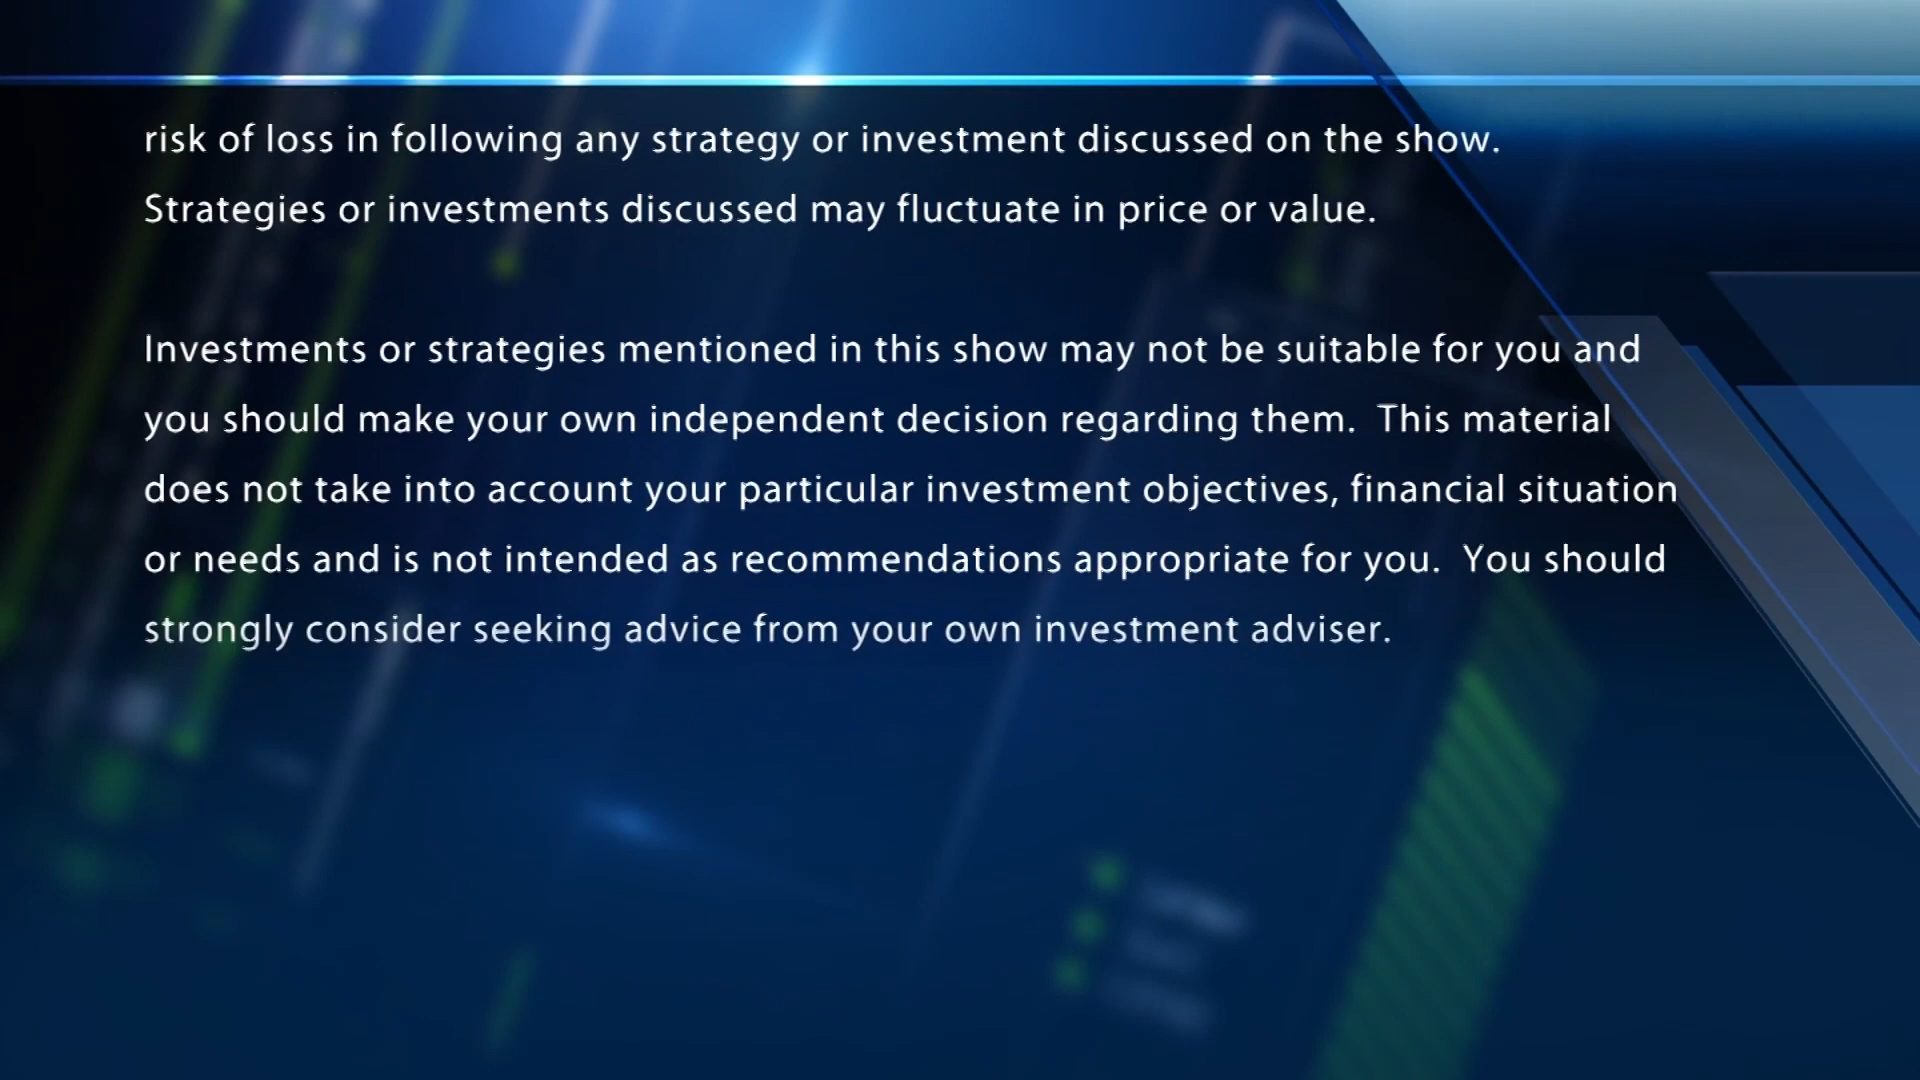 risk of loss in following any strategy or investment discussed on the show.
Strategies or investments discussed may fluctuate in price or value.
Investments or strategies mentioned in this show may not be suitable for you and
you should make your own independent decision regarding them.  This material
does not take into account your particular investment objectives, financial situation
or needs and is not intended as recommendations appropriate for you.  You should
strongly consider seeking advice from your own investment adviser.